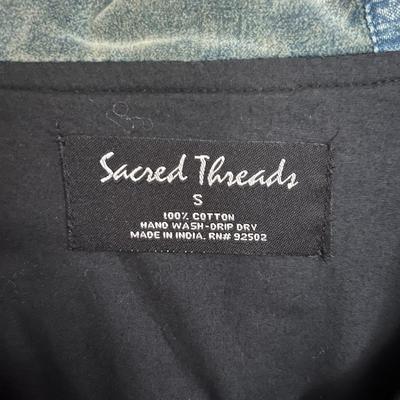 Sacred Threads
S
100% COTTON
HAND WASH-DRIP DRY
MADE IN INDIA. RN# 92502